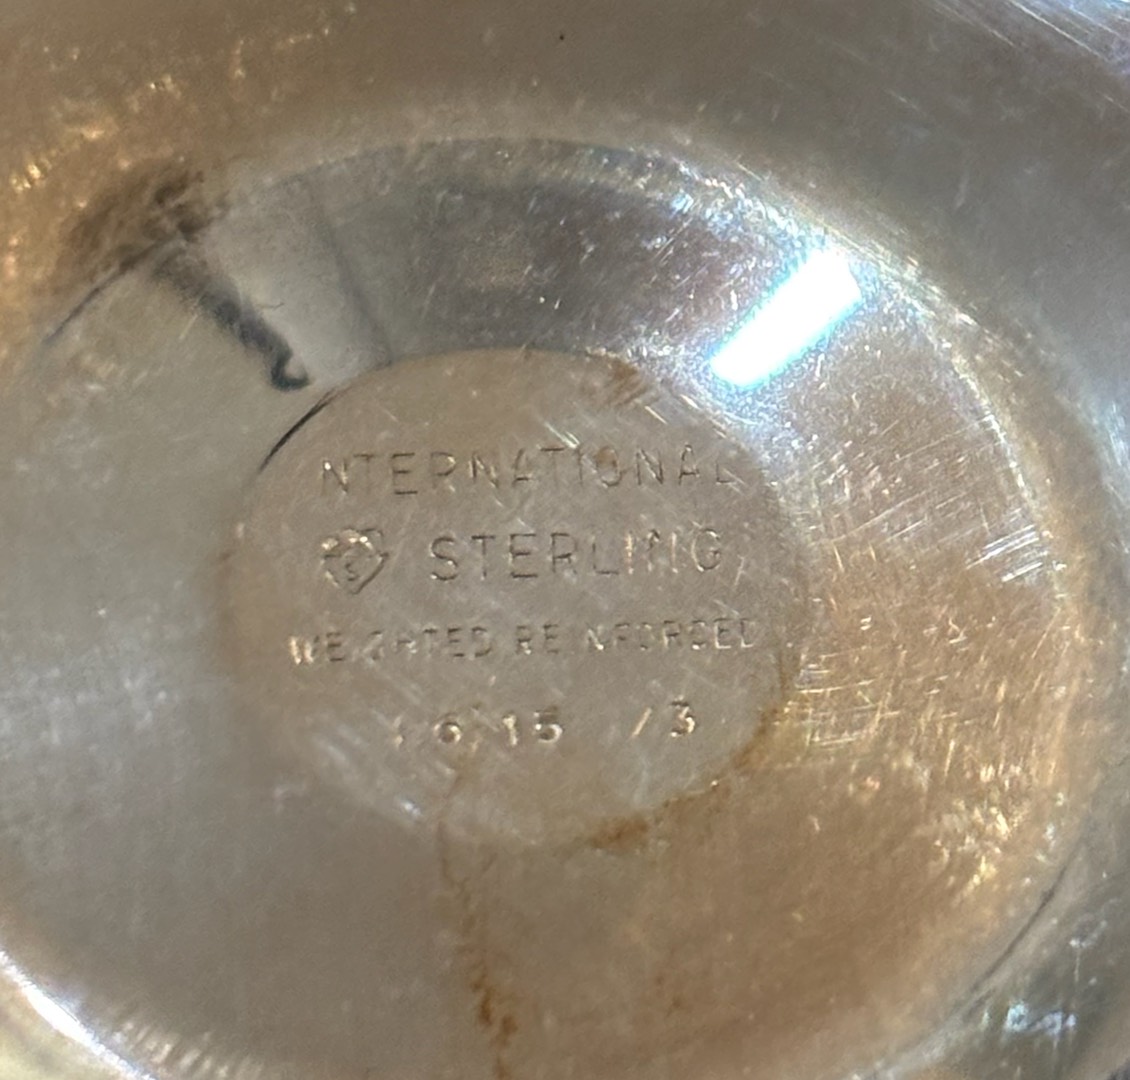 NTERNATIONAL
S STERLING
WEIGHTED REINFORCED